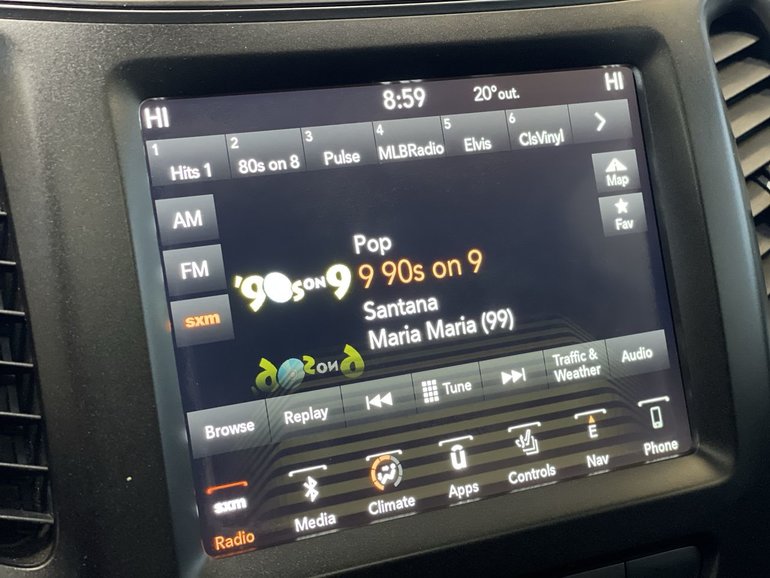 HI
8:59
20° out.
HI
1 Hits 1
2 80s on 8
3 Pulse
4 MLBRadio
5 Elvis
6 ClsVinyl
AM
Map
Fav
FM
Pop
'90s ON 9
9 90s on 9
sxm
Santana
Maria Maria (99)
Browse
Replay
Tune
Traffic &
Weather
Audio
sxm
Radio
Media
Climate
Apps
Controls
E
Nav
Phone